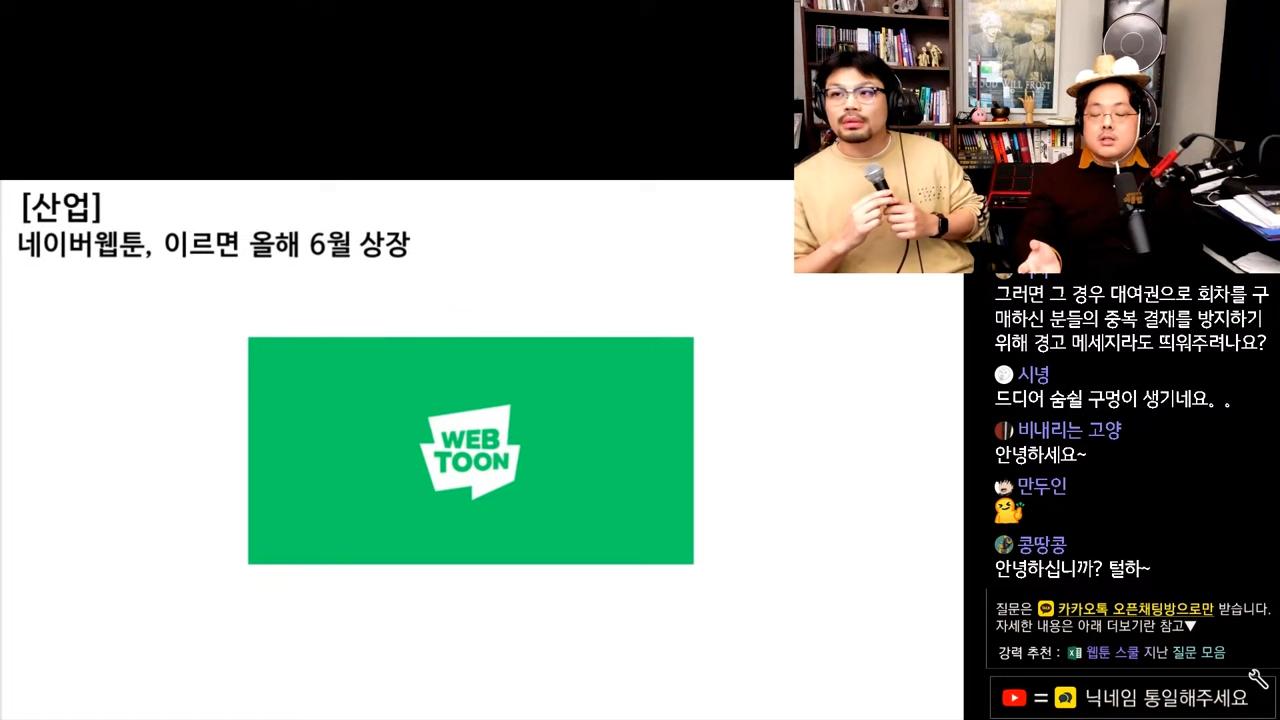 [산업]
네이버웹툰, 이르면 올해 6월 상장
WEB
TOON
GOOD WILL FROST
그러면 그 경우 대여권으로 회차를 구
매하신 분들의 중복 결재를 방지하기
위해 경고 메세지라도 띄워주려나요?
시녕
드디어 숨쉴 구멍이 생기네요. .
비내리는 고양
안녕하세요~
만두인
콩땅콩
안녕하십니까? 털하~
질문은 카카오톡 오픈채팅방으로만 받습니다.
자세한 내용은 아래 더보기란 참고▼
강력 추천 : 웹툰 스쿨 지난 질문 모음
= 닉네임 통일해주세요